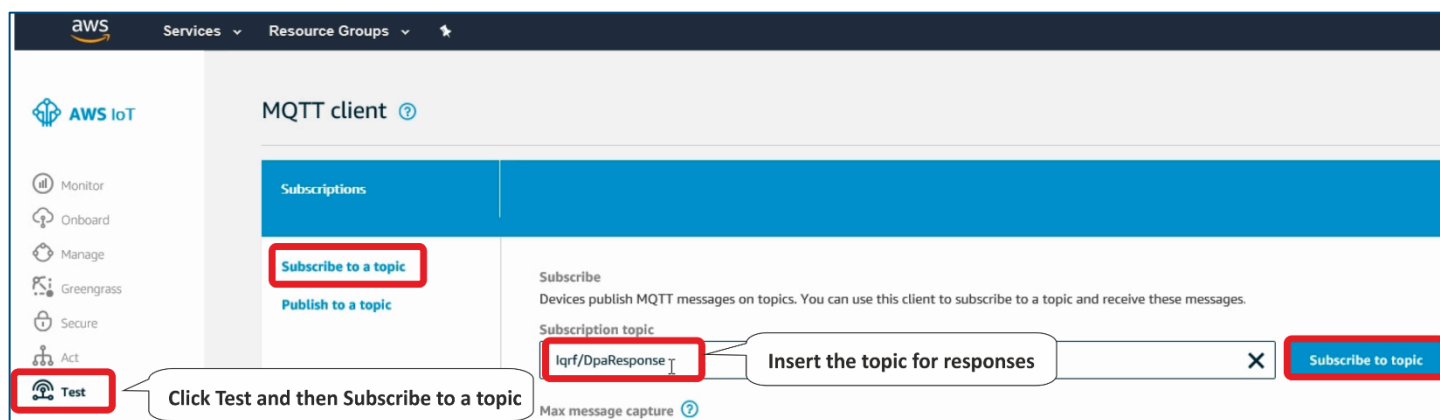 aws Services Resource Groups
AWS IoT
MQTT client ?
Monitor
Onboard
Manage
Greengrass
Secure
Act
Test
Subscriptions
Subscribe to a topic
Publish to a topic
Subscribe
Devices publish MQTT messages on topics. You can use this client to subscribe to a topic and receive these messages.
Subscription topic
Iqrf/DpaResponse
Insert the topic for responses
Subscribe to topic
Click Test and then Subscribe to a topic
Max message capture ?